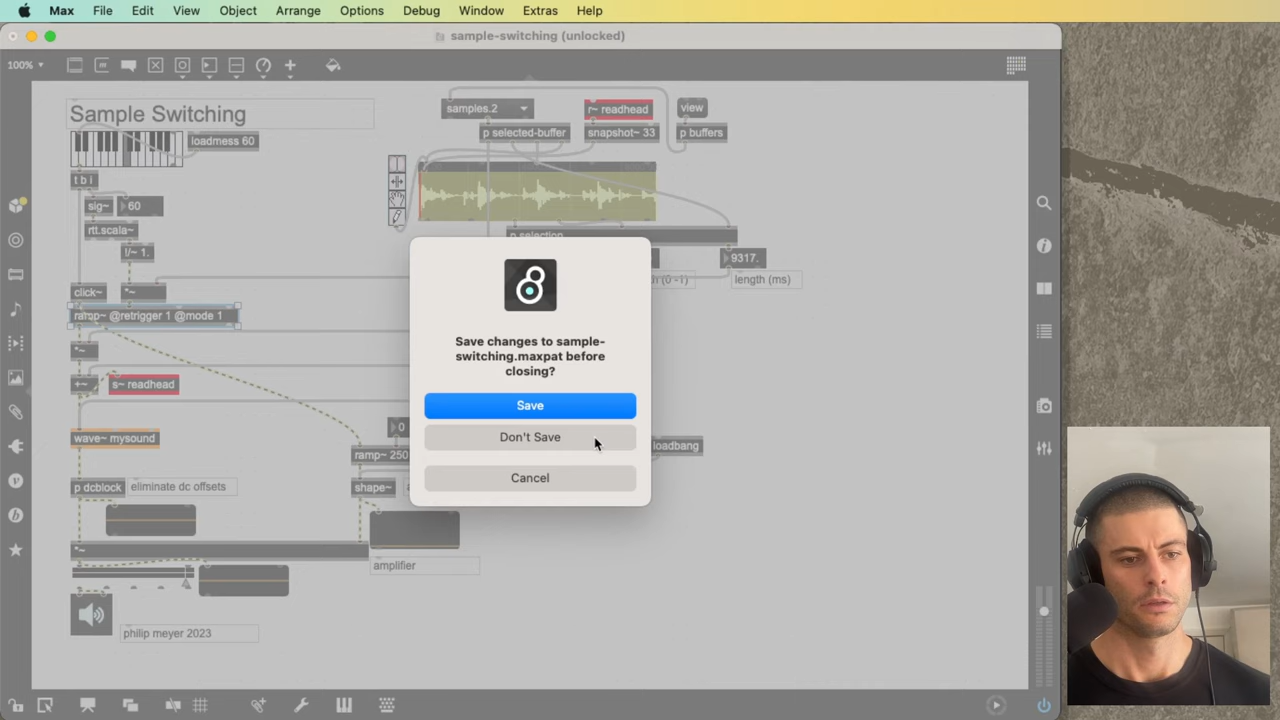 Max File Edit View Object Arrange Options Debug Window Extras Help
sample-switching (unlocked)
100%
Sample Switching
samples.2
r~ readhead
view
loadmess 60
p selected-buffer
snapshot~ 33
p buffers
t b i
sig~
60
rtt.scala~
p selection
!/~ 1.
9317.
length (ms)
click~
*~
ramp~ @retrigger 1 @mode 1
Save changes to sample-
switching.maxpat before
closing?
*~
+~
s~ readhead
Save
0
wave~ mysound
Don't Save
loadbang
ramp~ 250
Cancel
p dcblock
eliminate dc offsets
shape~
*~
amplifier
philip meyer 2023